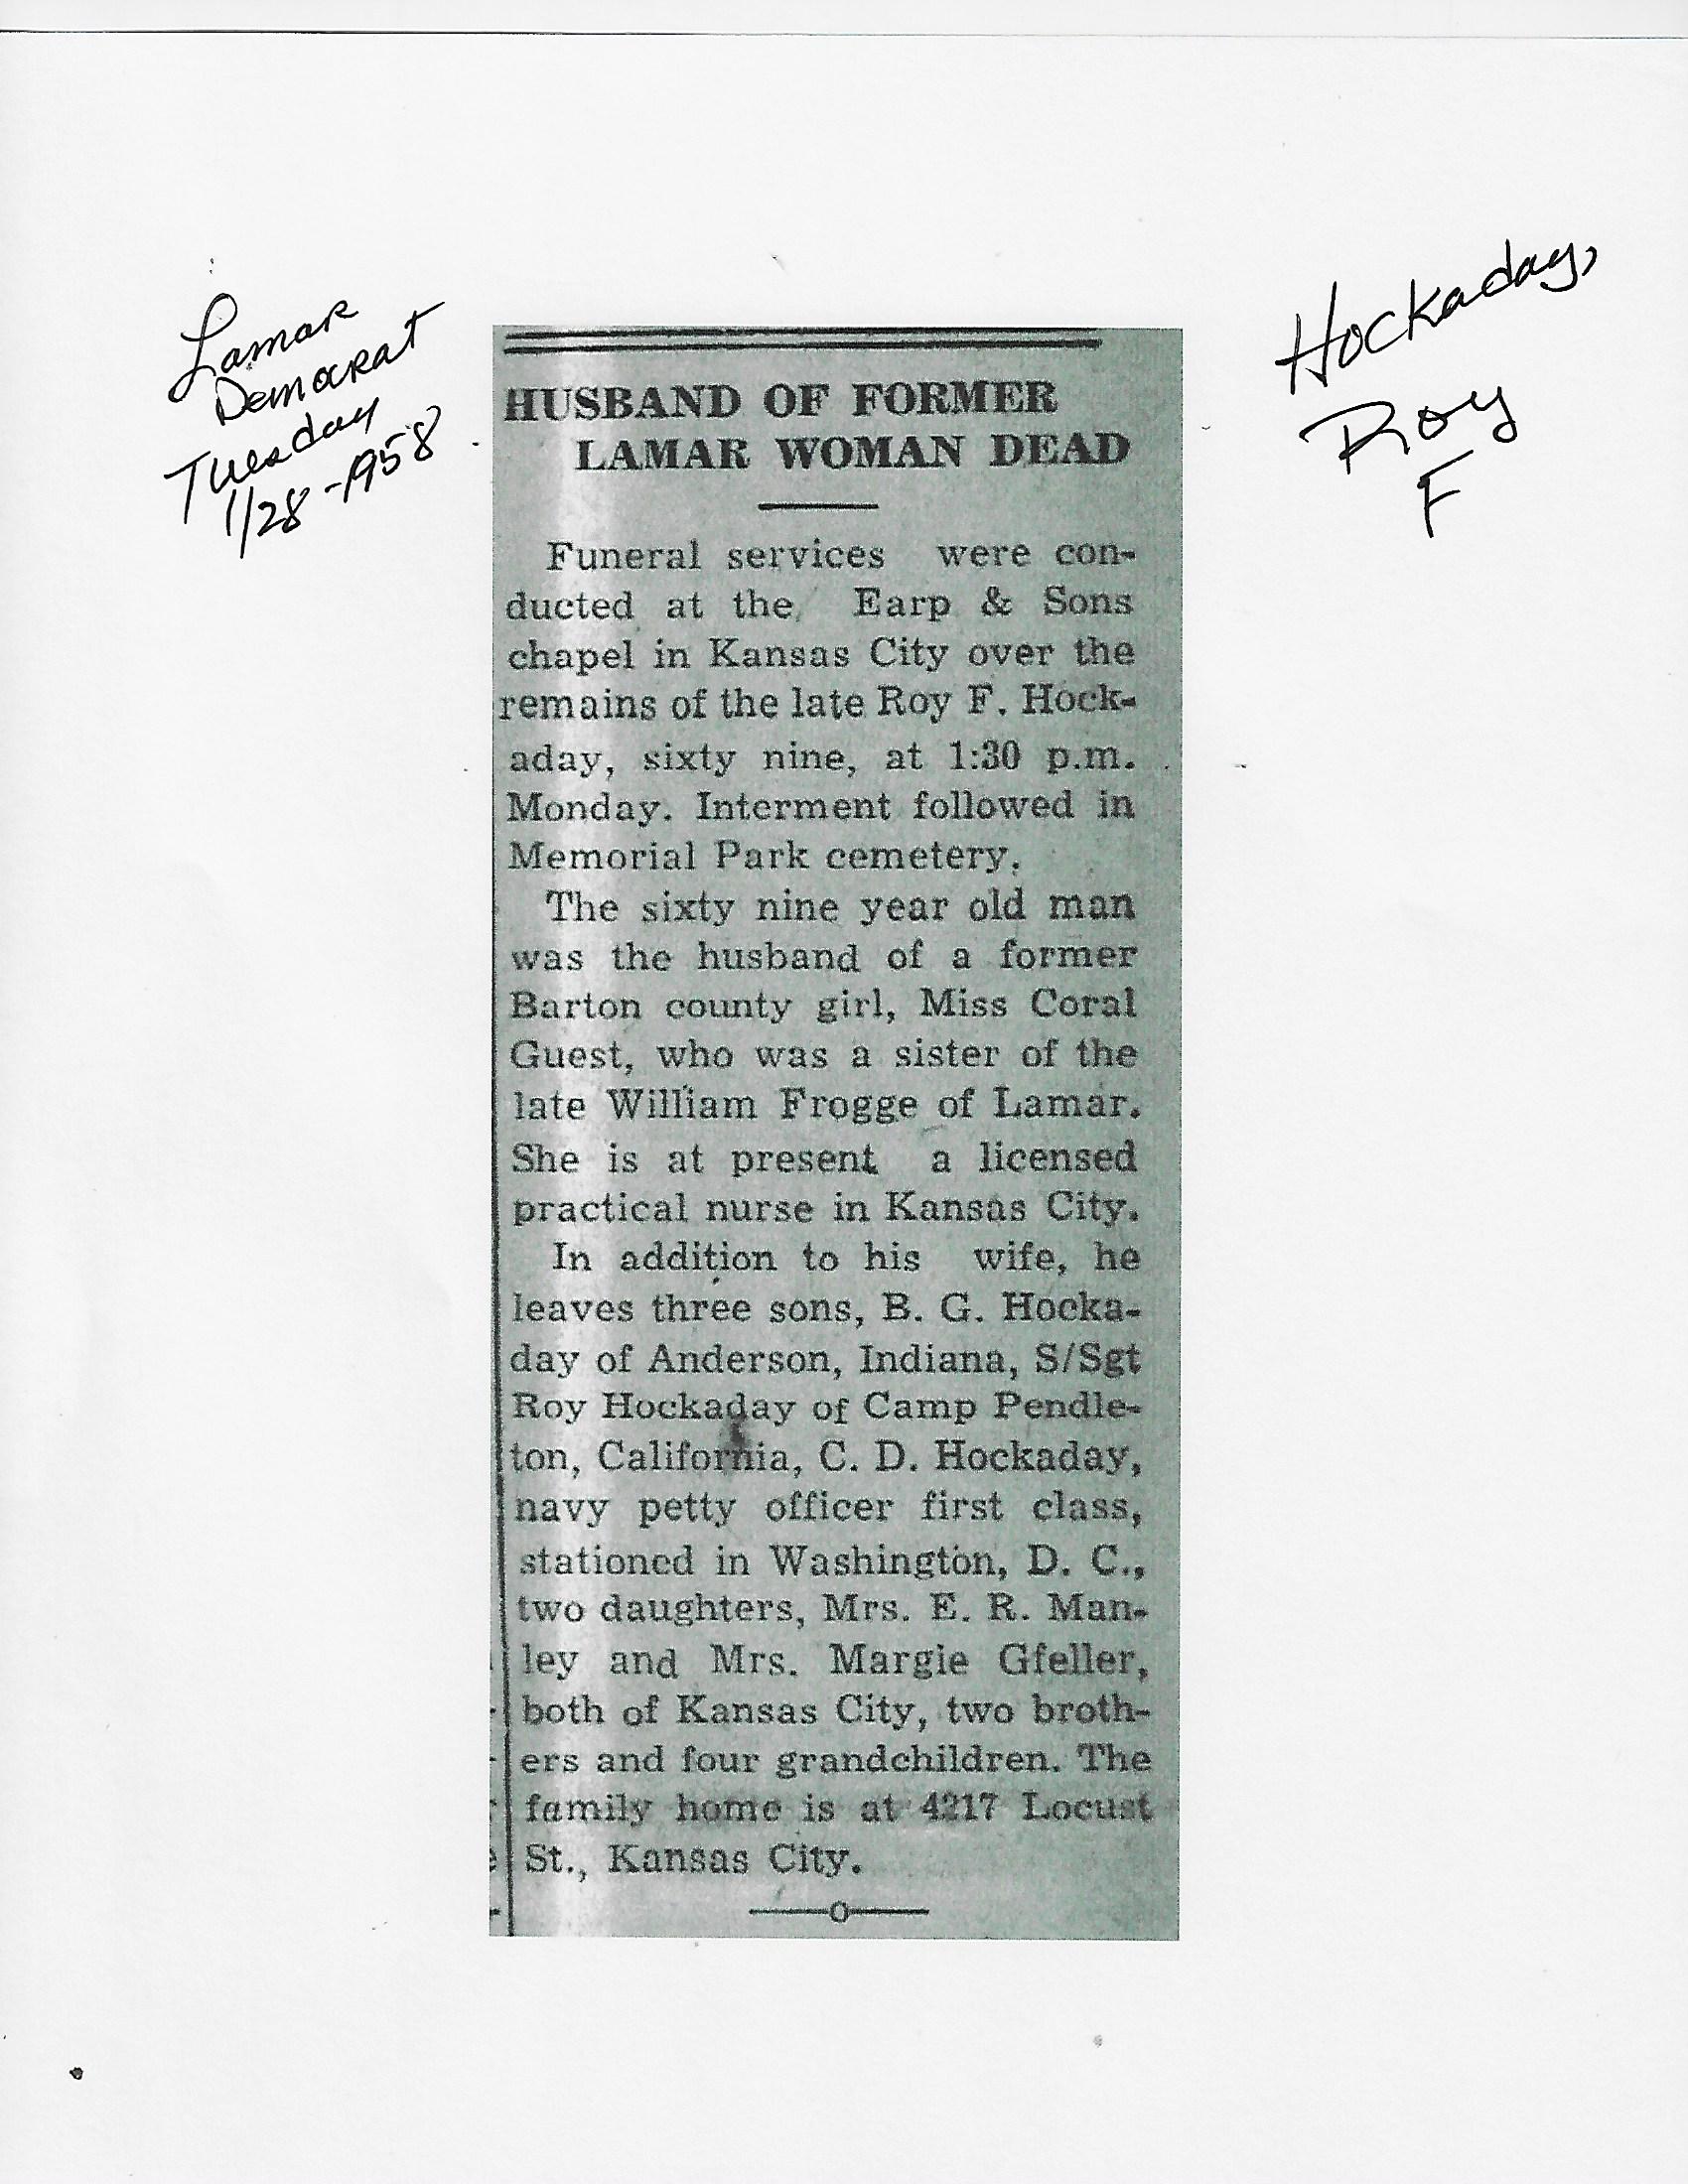 Lamar
Democrat
Tuesday
1/28-1958
Hockaday,
Roy
F
HUSBAND OF FORMER
LAMAR WOMAN DEAD
Funeral services were con-
ducted at the Earp & Sons
chapel in Kansas City over the
remains of the late Roy F. Hock-
aday, sixty nine, at 1:30 p.m.
Monday. Interment followed in
Memorial Park cemetery.
The sixty nine year old man
was the husband of a former
Barton county girl, Miss Coral
Guest, who was a sister of the
late William Frogge of Lamar.
She is at present a licensed
practical nurse in Kansas City.
In addition to his wife, he
leaves three sons, B. G. Hocka-
day of Anderson, Indiana, S/Sgt
Roy Hockaday of Camp Pendle-
ton, California, C. D. Hockaday,
navy petty officer first class,
stationed in Washington, D. C.,
two daughters, Mrs. E. R. Man-
ley and Mrs. Margie Gfeller,
both of Kansas City, two broth-
ers and four grandchildren. The
family home is at 4217 Locust
St., Kansas City.